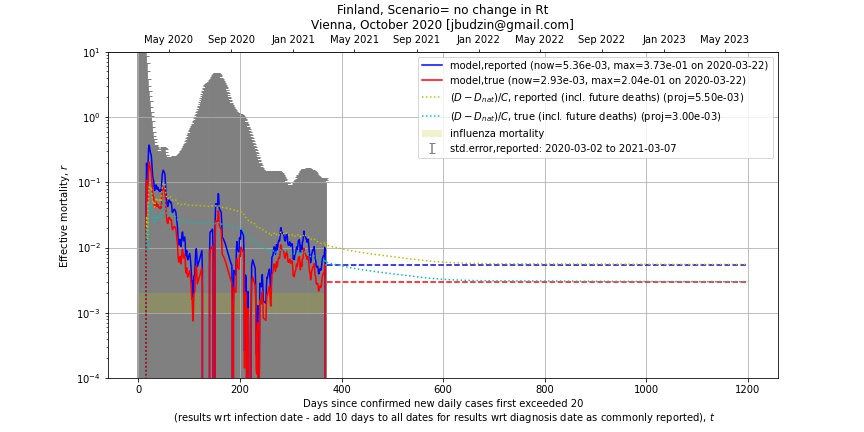 Finland, Scenario= no change in Rt
Vienna, October 2020 [jbudzin@gmail.com]
May 2020 Sep 2020 Jan 2021 May 2021 Sep 2021 Jan 2022 May 2022 Sep 2022 Jan 2023 May 2023
model,reported (now=5.36e-03, max=3.73e-01 on 2020-03-22)
model,true (now=2.93e-03, max=2.04e-01 on 2020-03-22)
(D − Dnat)/C, reported (incl. future deaths) (proj=5.50e-03)
(D − Dnat)/C, true (incl. future deaths) (proj=3.00e-03)
influenza mortality
std.error,reported: 2020-03-02 to 2021-03-07
Effective mortality, r
10¹
10⁰
10⁻¹
10⁻²
10⁻³
10⁻⁴
0 200 400 600 800 1000 1200
Days since confirmed new daily cases first exceeded 20
(results wrt infection date - add 10 days to all dates for results wrt diagnosis date as commonly reported), t